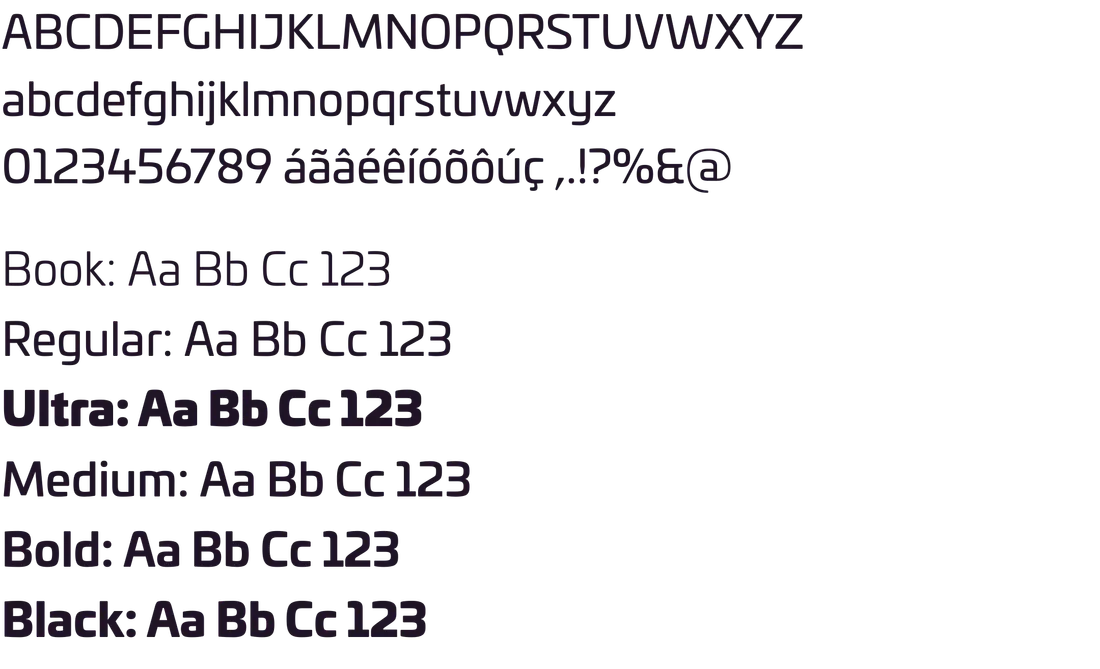 ABCDEFGHIJKLMNOPQRSTUVWXYZ
abcdefghijklmnopqrstuvwxyz
0123456789 áãâéêíóõôúç ,.!?%&@
Book: Aa Bb Cc 123
Regular: Aa Bb Cc 123
Ultra: Aa Bb Cc 123
Medium: Aa Bb Cc 123
Bold: Aa Bb Cc 123
Black: Aa Bb Cc 123